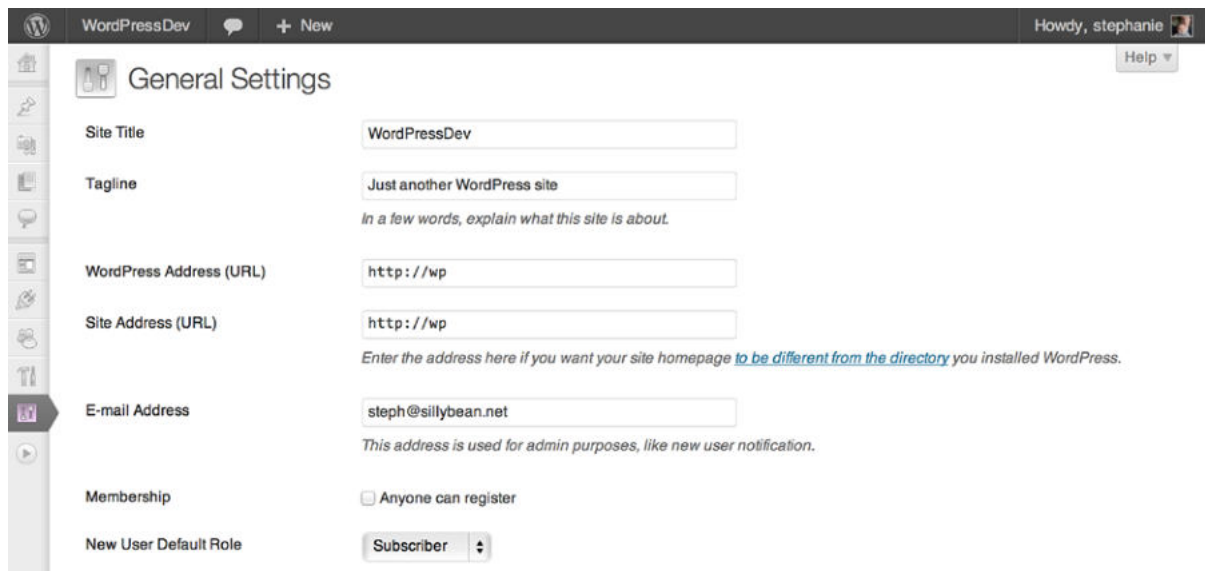 WordPressDev + New Howdy, stephanie
Help
General Settings
Site Title WordPressDev
Tagline Just another WordPress site
In a few words, explain what this site is about.
WordPress Address (URL) http://wp
Site Address (URL) http://wp
Enter the address here if you want your site homepage to be different from the directory you installed WordPress.
E-mail Address steph@sillybean.net
This address is used for admin purposes, like new user notification.
Membership Anyone can register
New User Default Role Subscriber